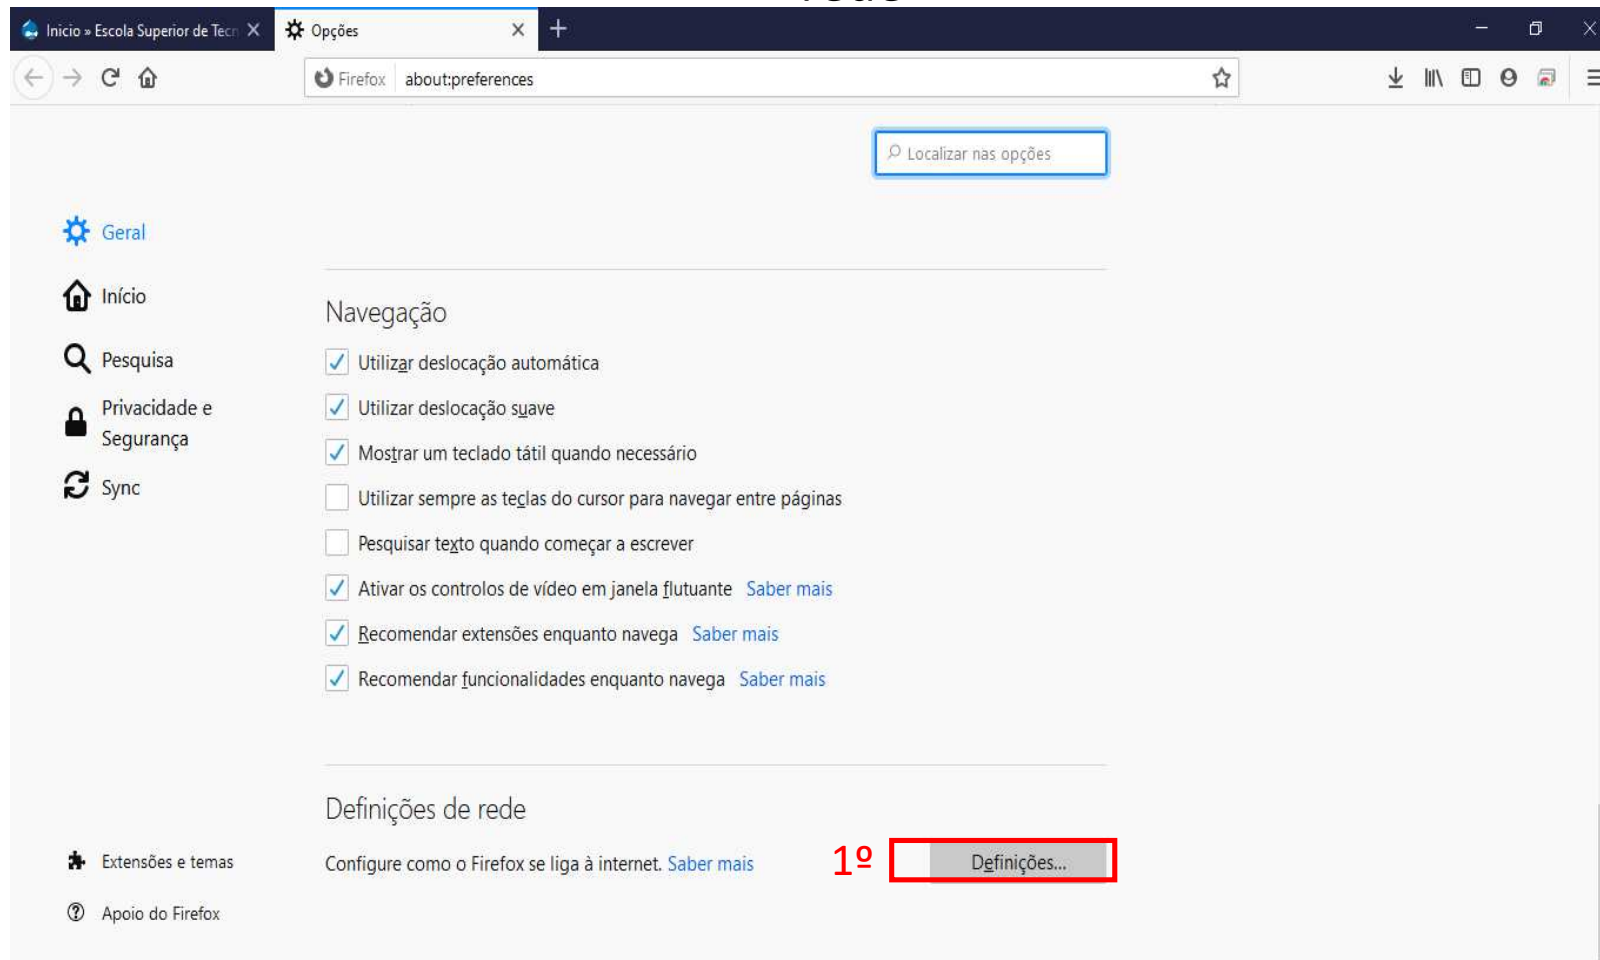 Inicio » Escola Superior de Tecn
Opções
Firefox about:preferences
Localizar nas opções
Geral
Início
Pesquisa
Privacidade e
Segurança
Sync
Navegação
Utilizar deslocação automática
Utilizar deslocação suave
Mostrar um teclado tátil quando necessário
Utilizar sempre as teclas do cursor para navegar entre páginas
Pesquisar texto quando começar a escrever
Ativar os controlos de vídeo em janela flutuante Saber mais
Recomendar extensões enquanto navega Saber mais
Recomendar funcionalidades enquanto navega Saber mais
Definições de rede
Configure como o Firefox se liga à internet. Saber mais
1º
Definições...
Extensões e temas
Apoio do Firefox